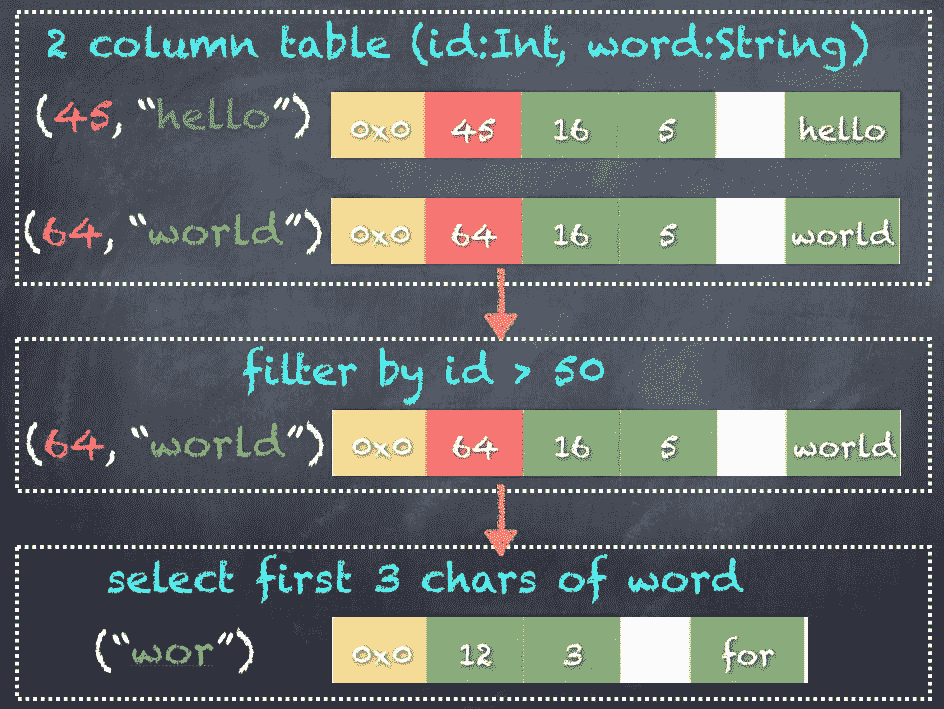 2 column table (id:Int, word:String)
(45, "hello") 0x0 45 16 5 hello
(64, "world") 0x0 64 16 5 world
filter by id > 50
(64, "world") 0x0 64 16 5 world
select first 3 chars of word
("wor") 0x0 12 3 for